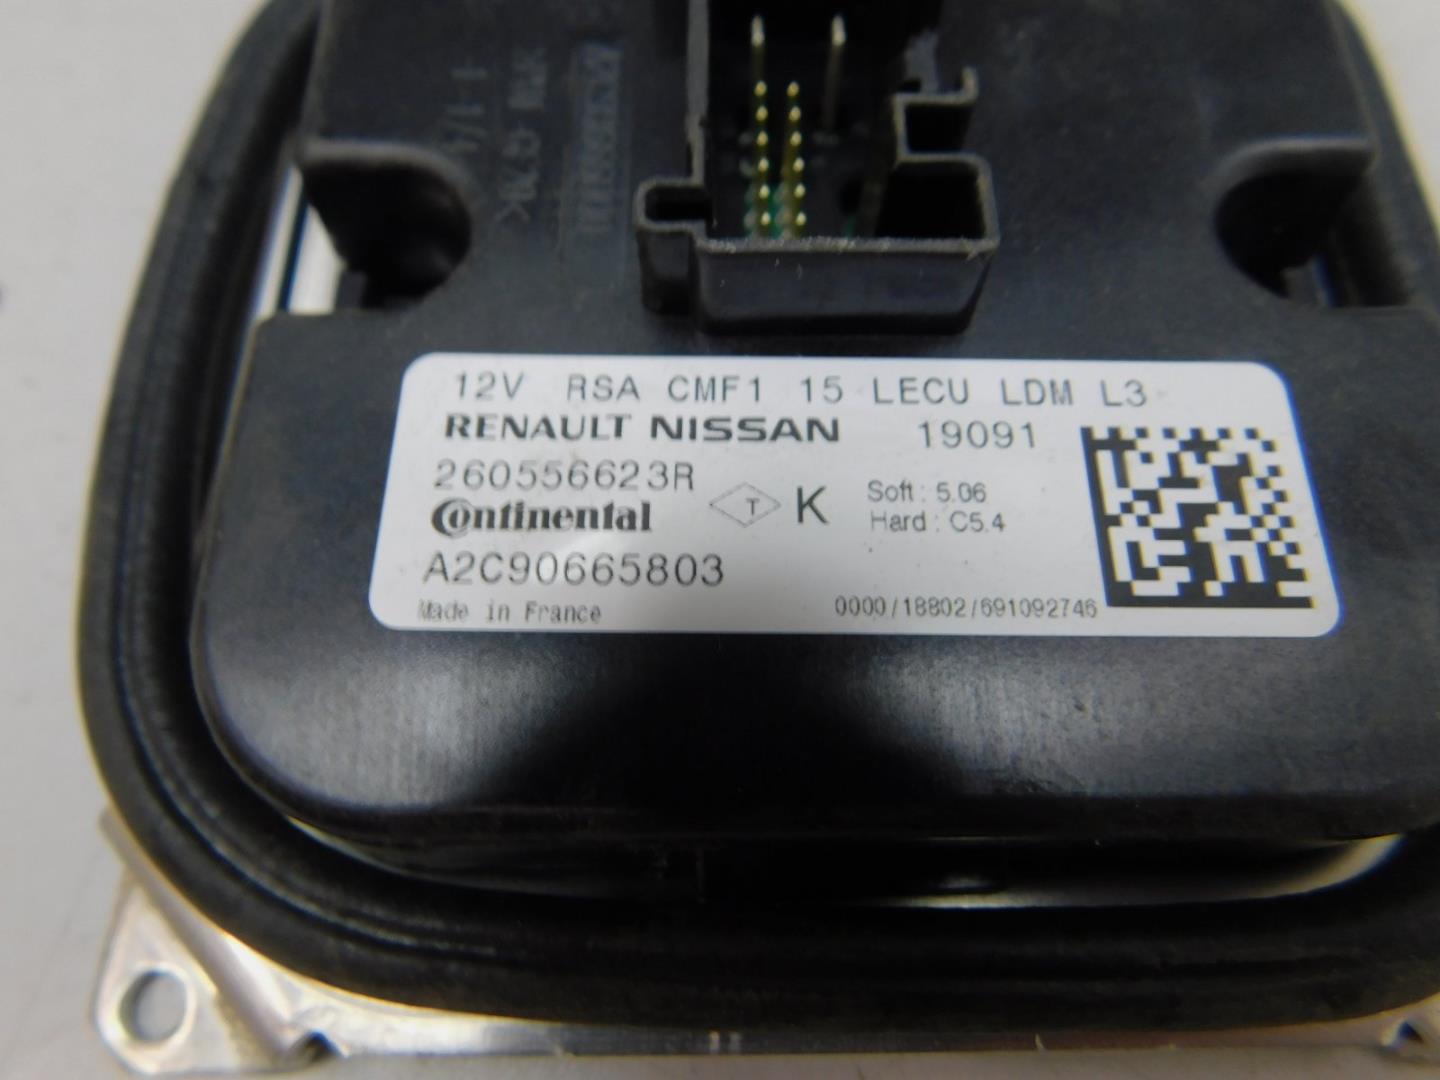 12V RSA CMF1 15 LECU LDM L3
RENAULT NISSAN 19091
260556623R
Continental T K Soft : 5.06
Hard : C5.4
A2C90665803
Made in France 0000/18802/691092746